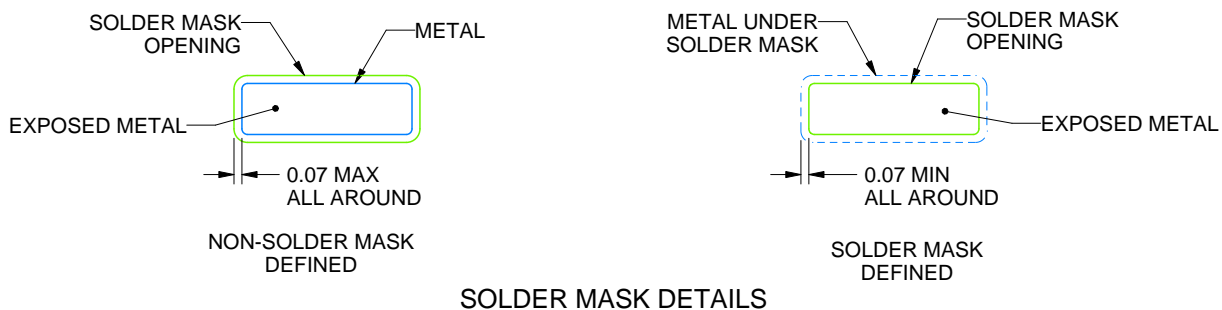 SOLDER MASK
OPENING
METAL
EXPOSED METAL
0.07 MAX
ALL AROUND
NON-SOLDER MASK
DEFINED
METAL UNDER
SOLDER MASK
SOLDER MASK
OPENING
EXPOSED METAL
0.07 MIN
ALL AROUND
SOLDER MASK
DEFINED
SOLDER MASK DETAILS